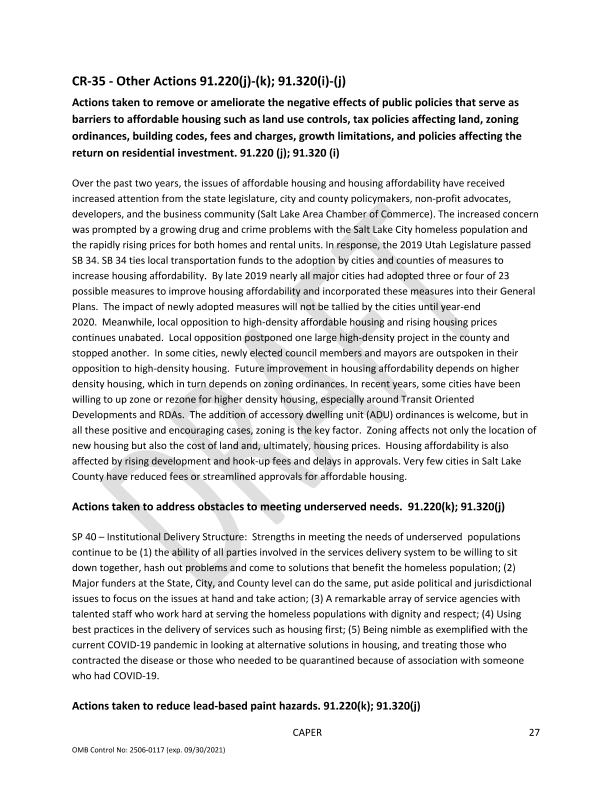 CR-35 - Other Actions 91.220(j)-(k); 91.320(i)-(j)
Actions taken to remove or ameliorate the negative effects of public policies that serve as
barriers to affordable housing such as land use controls, tax policies affecting land, zoning
ordinances, building codes, fees and charges, growth limitations, and policies affecting the
return on residential investment. 91.220 (j); 91.320 (i)
Over the past two years, the issues of affordable housing and housing affordability have received
increased attention from the state legislature, city and county policymakers, non-profit advocates,
developers, and the business community (Salt Lake Area Chamber of Commerce). The increased concern
was prompted by a growing drug and crime problems with the Salt Lake City homeless population and
the rapidly rising prices for both homes and rental units. In response, the 2019 Utah Legislature passed
SB 34. SB 34 ties local transportation funds to the adoption by cities and counties of measures to
increase housing affordability.  By late 2019 nearly all major cities had adopted three or four of 23
possible measures to improve housing affordability and incorporated these measures into their General
Plans.  The impact of newly adopted measures will not be tallied by the cities until year-end
2020.  Meanwhile, local opposition to high-density affordable housing and rising housing prices
continues unabated.  Local opposition postponed one large high-density project in the county and
stopped another.  In some cities, newly elected council members and mayors are outspoken in their
opposition to high-density housing.  Future improvement in housing affordability depends on higher
density housing, which in turn depends on zoning ordinances. In recent years, some cities have been
willing to up zone or rezone for higher density housing, especially around Transit Oriented
Developments and RDAs.  The addition of accessory dwelling unit (ADU) ordinances is welcome, but in
all these positive and encouraging cases, zoning is the key factor.  Zoning affects not only the location of
new housing but also the cost of land and, ultimately, housing prices.  Housing affordability is also
affected by rising development and hook-up fees and delays in approvals. Very few cities in Salt Lake
County have reduced fees or streamlined approvals for affordable housing.
Actions taken to address obstacles to meeting underserved needs.  91.220(k); 91.320(j)
SP 40 – Institutional Delivery Structure:  Strengths in meeting the needs of underserved  populations
continue to be (1) the ability of all parties involved in the services delivery system to be willing to sit
down together, hash out problems and come to solutions that benefit the homeless population; (2)
Major funders at the State, City, and County level can do the same, put aside political and jurisdictional
issues to focus on the issues at hand and take action; (3) A remarkable array of service agencies with
talented staff who work hard at serving the homeless populations with dignity and respect; (4) Using
best practices in the delivery of services such as housing first; (5) Being nimble as exemplified with the
current COVID-19 pandemic in looking at alternative solutions in housing, and treating those who
contracted the disease or those who needed to be quarantined because of association with someone
who had COVID-19.
Actions taken to reduce lead-based paint hazards. 91.220(k); 91.320(j)
CAPER 27
OMB Control No: 2506-0117 (exp. 09/30/2021)
DRAFT